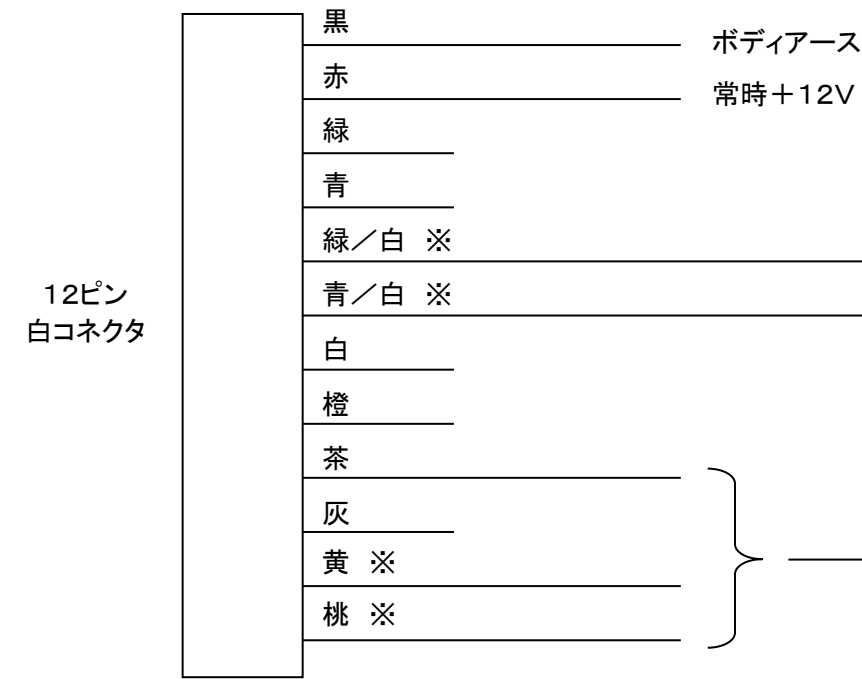 黒
ボディアース
赤
常時＋１２Ｖ
緑
青
緑／白 ※
青／白 ※
１２ピン
白コネクタ
白
橙
茶
灰
黄 ※
桃 ※